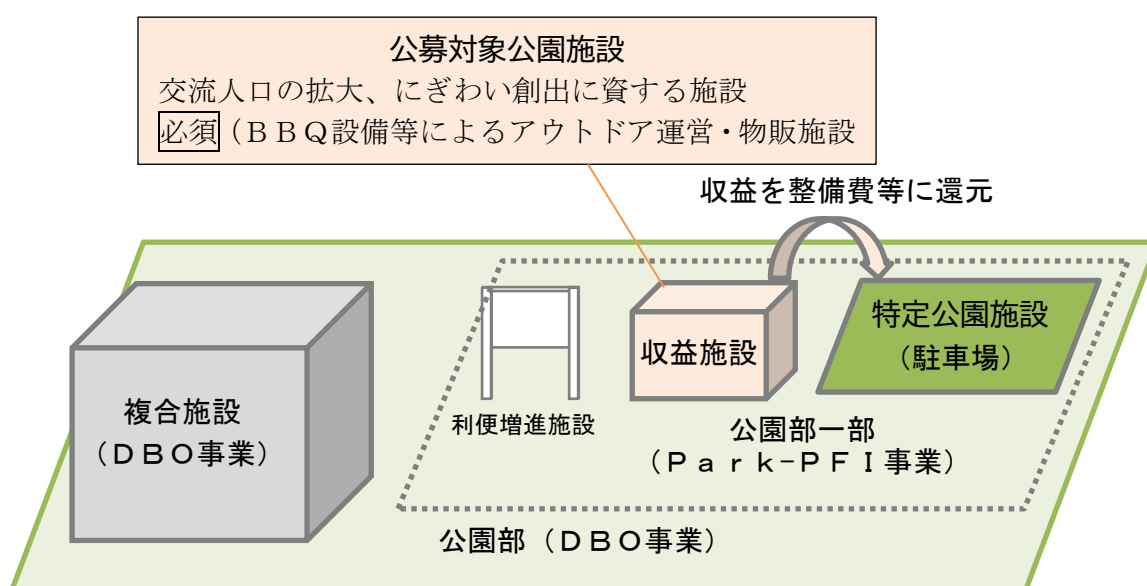 公募対象公園施設
交流人口の拡大、にぎわい創出に資する施設
必須（ＢＢＱ設備等によるアウトドア運営・物販施設
収益を整備費等に還元
特定公園施設
（駐車場）
収益施設
複合施設
（ＤＢＯ事業）
利便増進施設
公園部一部
（Ｐａｒｋ-ＰＦＩ事業）
公園部（ＤＢＯ事業）